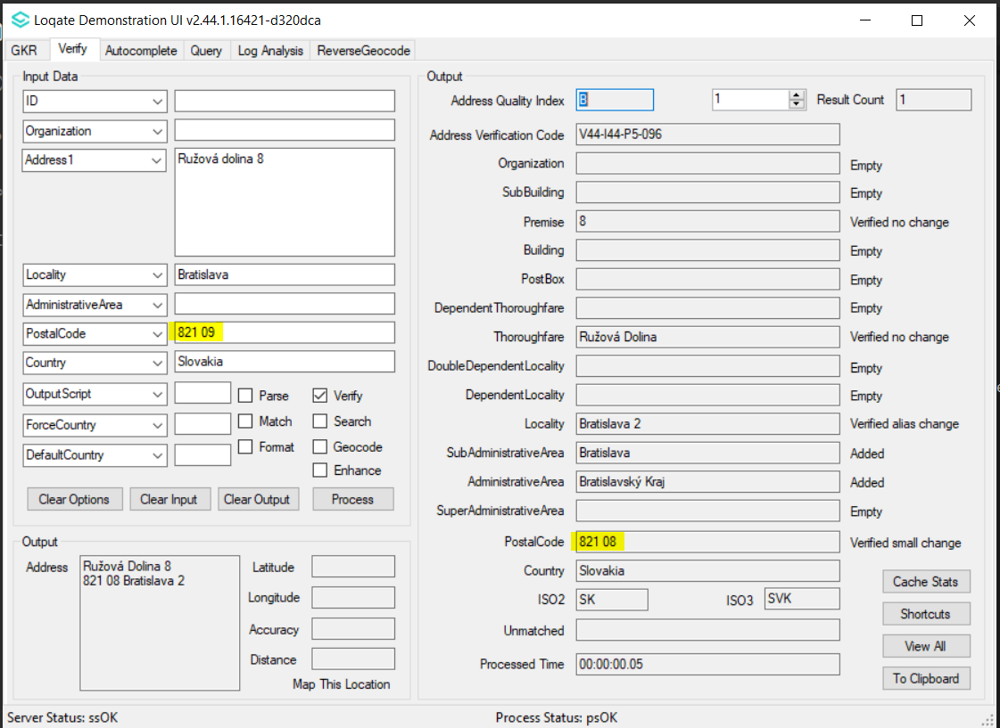 Loqate Demonstration UI v2.44.1.16421-d320dca
GKR Verify Autocomplete Query Log Analysis ReverseGeocode
Input Data
ID
Organization
Address1 Ružová dolina 8
Locality Bratislava
AdministrativeArea
PostalCode 821 09
Country Slovakia
OutputScript Parse Verify
ForceCountry Match Search
DefaultCountry Format Geocode
Enhance
Clear Options Clear Input Clear Output Process
Output
Address Ružová Dolina 8
821 08 Bratislava 2
Latitude
Longitude
Accuracy
Distance
Map This Location
Output
Address Quality Index B 1 Result Count 1
Address Verification Code V44-I44-P5-096
Organization Empty
SubBuilding Empty
Premise 8 Verified no change
Building Empty
PostBox Empty
DependentThoroughfare Empty
Thoroughfare Ružová Dolina Verified no change
DoubleDependentLocality Empty
DependentLocality Empty
Locality Bratislava 2 Verified alias change
SubAdministrativeArea Bratislava Added
AdministrativeArea Bratislavský Kraj Added
SuperAdministrativeArea Empty
PostalCode 821 08 Verified small change
Country Slovakia
ISO2 SK ISO3 SVK
Unmatched
Processed Time 00:00:00.05
Cache Stats
Shortcuts
View All
To Clipboard
Server Status: ssOK Process Status: psOK